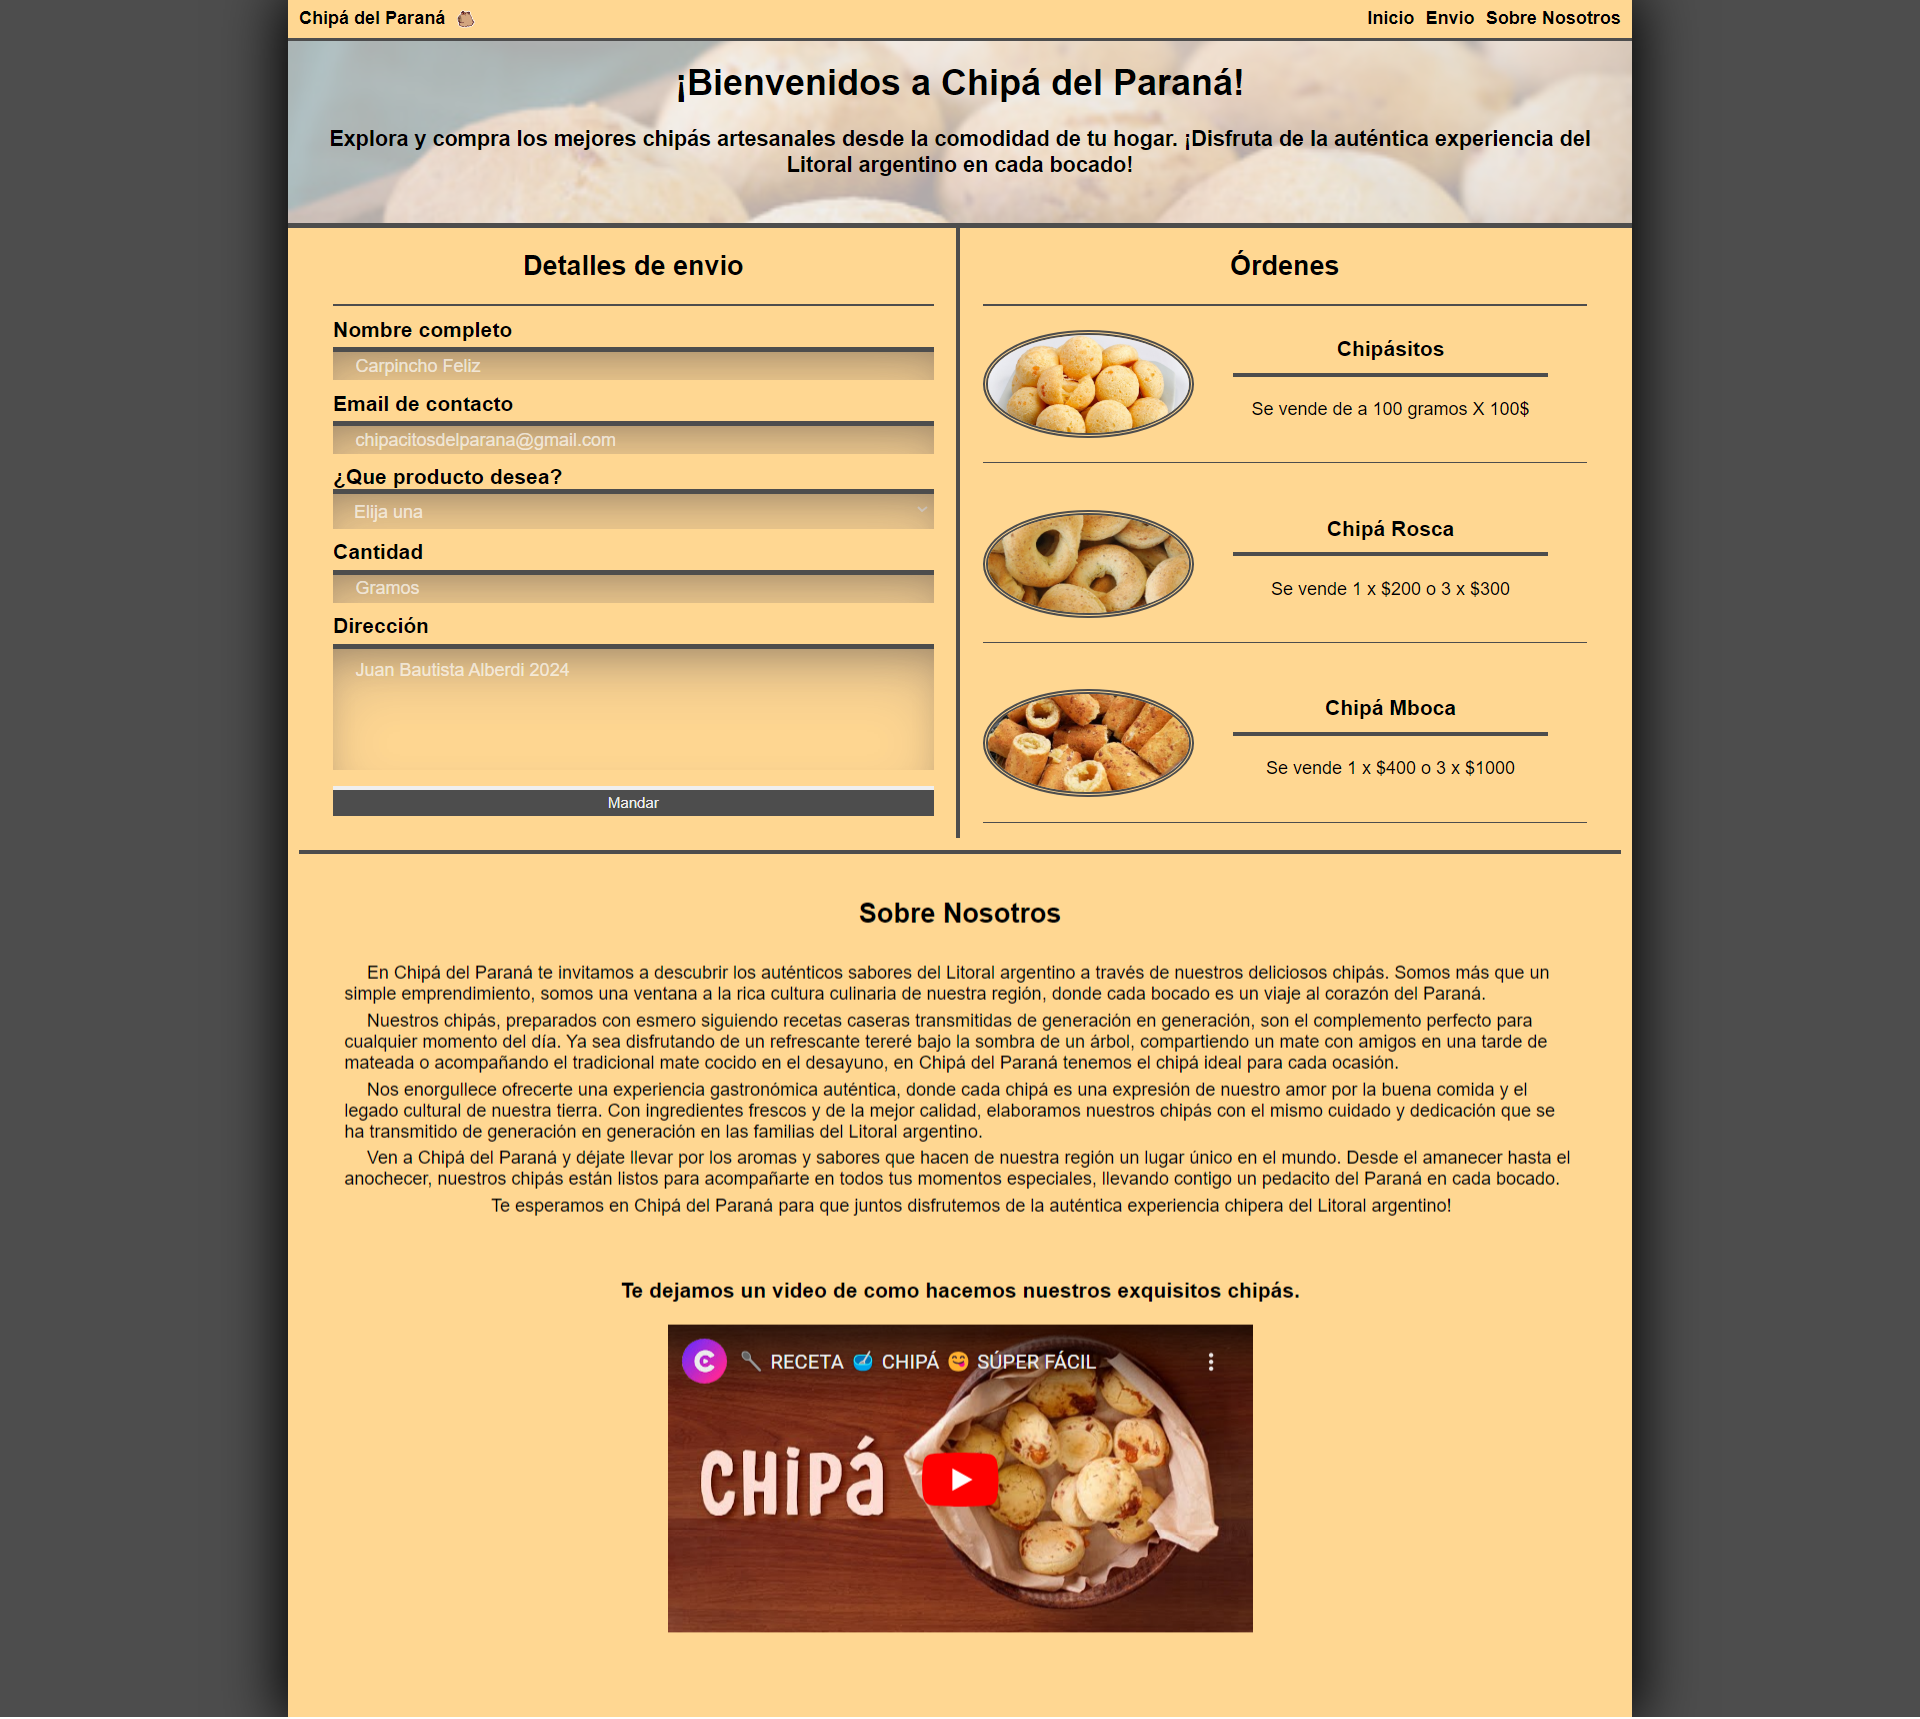 Chipá del Paraná
Inicio Envio Sobre Nosotros
¡Bienvenidos a Chipá del Paraná!
Explora y compra los mejores chipás artesanales desde la comodidad de tu hogar. ¡Disfruta de la auténtica experiencia del
Litoral argentino en cada bocado!
Detalles de envio
Nombre completo
Carpincho Feliz
Email de contacto
chipacitosdelparana@gmail.com
¿Que producto desea?
Elija una
Cantidad
Gramos
Dirección
Juan Bautista Alberdi 2024
Mandar
Órdenes
Chipásitos
Se vende de a 100 gramos X 100$
Chipá Rosca
Se vende 1 x $200 o 3 x $300
Chipá Mboca
Se vende 1 x $400 o 3 x $1000
Sobre Nosotros
En Chipá del Paraná te invitamos a descubrir los auténticos sabores del Litoral argentino a través de nuestros deliciosos chipás. Somos más que un
simple emprendimiento, somos una ventana a la rica cultura culinaria de nuestra región, donde cada bocado es un viaje al corazón del Paraná.
Nuestros chipás, preparados con esmero siguiendo recetas caseras transmitidas de generación en generación, son el complemento perfecto para
cualquier momento del día. Ya sea disfrutando de un refrescante tereré bajo la sombra de un árbol, compartiendo un mate con amigos en una tarde de
mateada o acompañando el tradicional mate cocido en el desayuno, en Chipá del Paraná tenemos el chipá ideal para cada ocasión.
Nos enorgullece ofrecerte una experiencia gastronómica auténtica, donde cada chipá es una expresión de nuestro amor por la buena comida y el
legado cultural de nuestra tierra. Con ingredientes frescos y de la mejor calidad, elaboramos nuestros chipás con el mismo cuidado y dedicación que se
ha transmitido de generación en generación en las familias del Litoral argentino.
Ven a Chipá del Paraná y déjate llevar por los aromas y sabores que hacen de nuestra región un lugar único en el mundo. Desde el amanecer hasta el
anochecer, nuestros chipás están listos para acompañarte en todos tus momentos especiales, llevando contigo un pedacito del Paraná en cada bocado.
Te esperamos en Chipá del Paraná para que juntos disfrutemos de la auténtica experiencia chipera del Litoral argentino!
Te dejamos un video de como hacemos nuestros exquisitos chipás.
RECETA CHIPÁ SÚPER FÁCIL
CHIPÁ